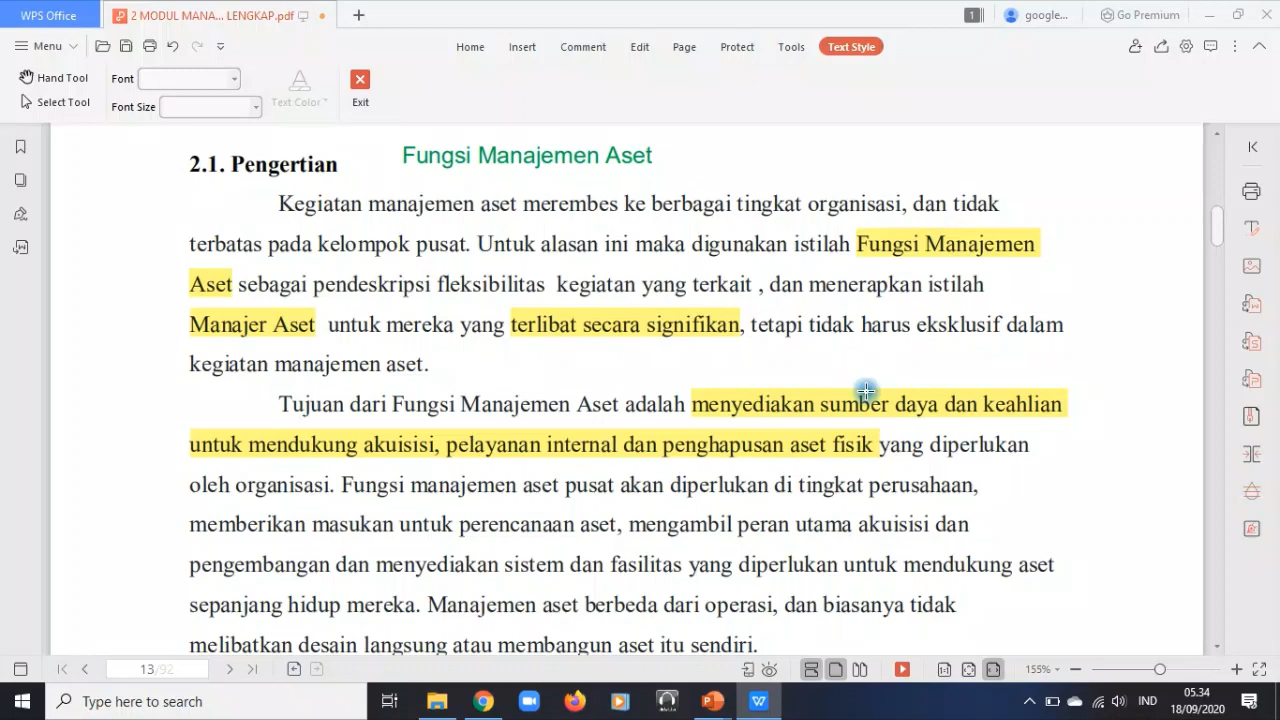 WPS Office
2 MODUL MANA... LENGKAP.pdf
1
google...
Go Premium
Menu
Home
Insert
Comment
Edit
Page
Protect
Tools
Text Style
Hand Tool
Select Tool
Font
Font Size
Text Color
Exit
2.1. Pengertian
Fungsi Manajemen Aset
Kegiatan manajemen aset merembes ke berbagai tingkat organisasi, dan tidak
terbatas pada kelompok pusat. Untuk alasan ini maka digunakan istilah Fungsi Manajemen
Aset sebagai pendeskripsi fleksibilitas kegiatan yang terkait , dan menerapkan istilah
Manajer Aset untuk mereka yang terlibat secara signifikan, tetapi tidak harus eksklusif dalam
kegiatan manajemen aset.
Tujuan dari Fungsi Manajemen Aset adalah menyediakan sumber daya dan keahlian
untuk mendukung akuisisi, pelayanan internal dan penghapusan aset fisik yang diperlukan
oleh organisasi. Fungsi manajemen aset pusat akan diperlukan di tingkat perusahaan,
memberikan masukan untuk perencanaan aset, mengambil peran utama akuisisi dan
pengembangan dan menyediakan sistem dan fasilitas yang diperlukan untuk mendukung aset
sepanjang hidup mereka. Manajemen aset berbeda dari operasi, dan biasanya tidak
melibatkan desain langsung atau membangun aset itu sendiri.
13/92
155%
Type here to search
IND
05.34
18/09/2020